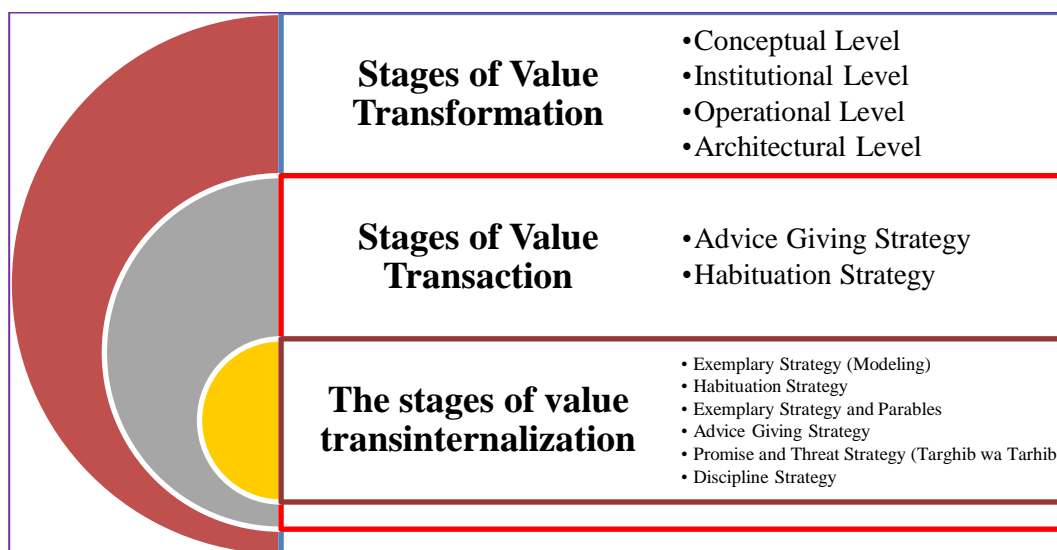 Stages of Value
Transformation
•Conceptual Level
•Institutional Level
•Operational Level
•Architectural Level
Stages of Value
Transaction
•Advice Giving Strategy
•Habituation Strategy
The stages of value
transinternalization
• Exemplary Strategy (Modeling)
• Habituation Strategy
• Exemplary Strategy and Parables
• Advice Giving Strategy
• Promise and Threat Strategy (Targhib wa Tarhib
• Discipline Strategy